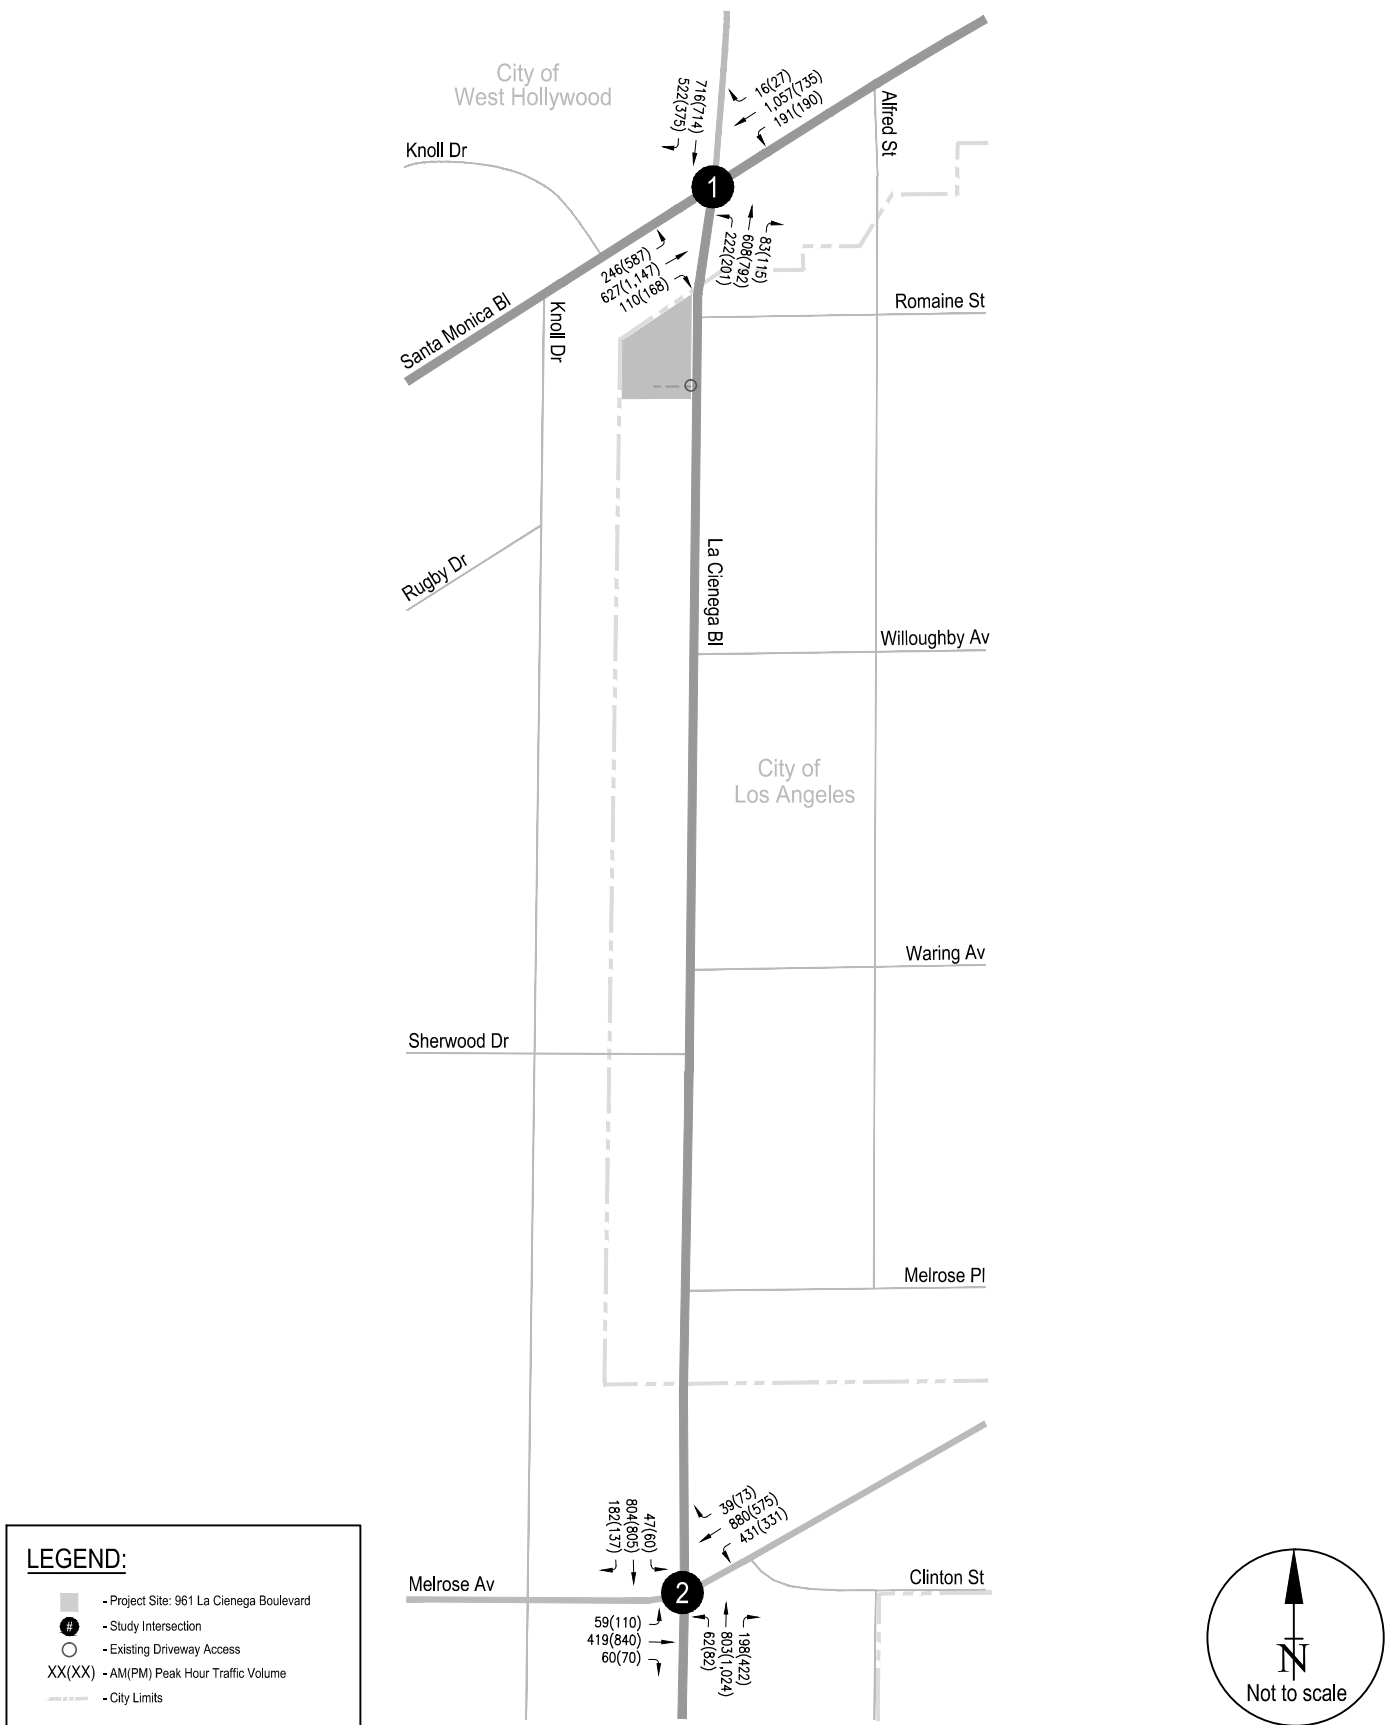 City of
West Hollywood
716(714)
522(375)
16(27)
1,057(735)
191(190)
Alfred St
Knoll Dr
1
246(587)
627(1,147)
110(168)
83(115)
608(792)
222(201)
Santa Monica Bl
Knoll Dr
Romaine St
Rugby Dr
La Cienega Bl
Willoughby Av
City of
Los Angeles
Waring Av
Sherwood Dr
Melrose Pl
47(60)
804(805)
182(137)
39(73)
880(575)
431(331)
Melrose Av
2
Clinton St
59(110)
419(840)
60(70)
198(422)
803(1,024)
62(82)
LEGEND:
- Project Site: 961 La Cienega Boulevard
# - Study Intersection
- Existing Driveway Access
XX(XX) - AM(PM) Peak Hour Traffic Volume
- City Limits
N
Not to scale